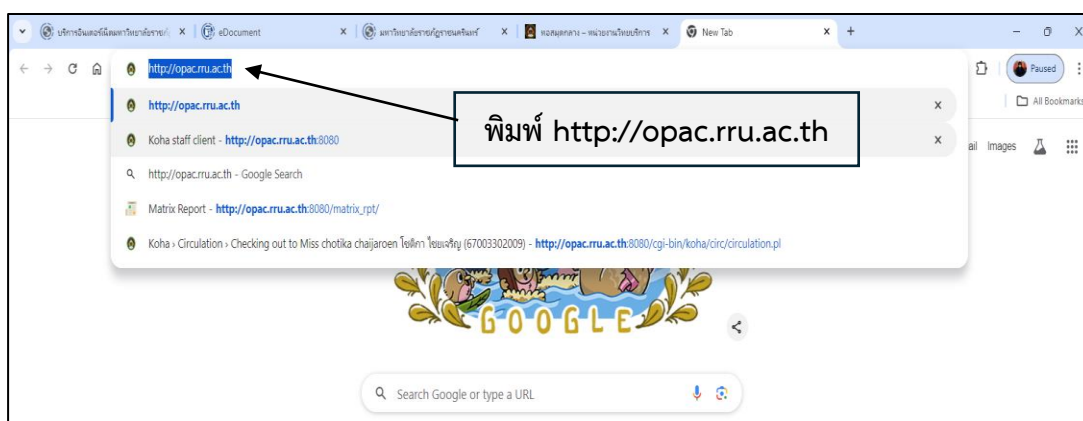 บริการอินเตอร์เน็ตมหาวิทยาลัยราชภั
eDocument
มหาวิทยาลัยราชภัฏราชนครินทร์
หอสมุดกลาง – หน่วยงานวิทยบริการ
New Tab
http://opac.rru.ac.th
Paused
http://opac.rru.ac.th
All Bookmarks
พิมพ์ http://opac.rru.ac.th
Koha staff client - http://opac.rru.ac.th:8080
ail Images
http://opac.rru.ac.th - Google Search
Matrix Report - http://opac.rru.ac.th:8080/matrix_rpt/
Koha › Circulation › Checking out to Miss chotika chaijaroen โชติกา ไชยเจริญ (67003302009) - http://opac.rru.ac.th:8080/cgi-bin/koha/circ/circulation.pl
GOOGLE
Search Google or type a URL